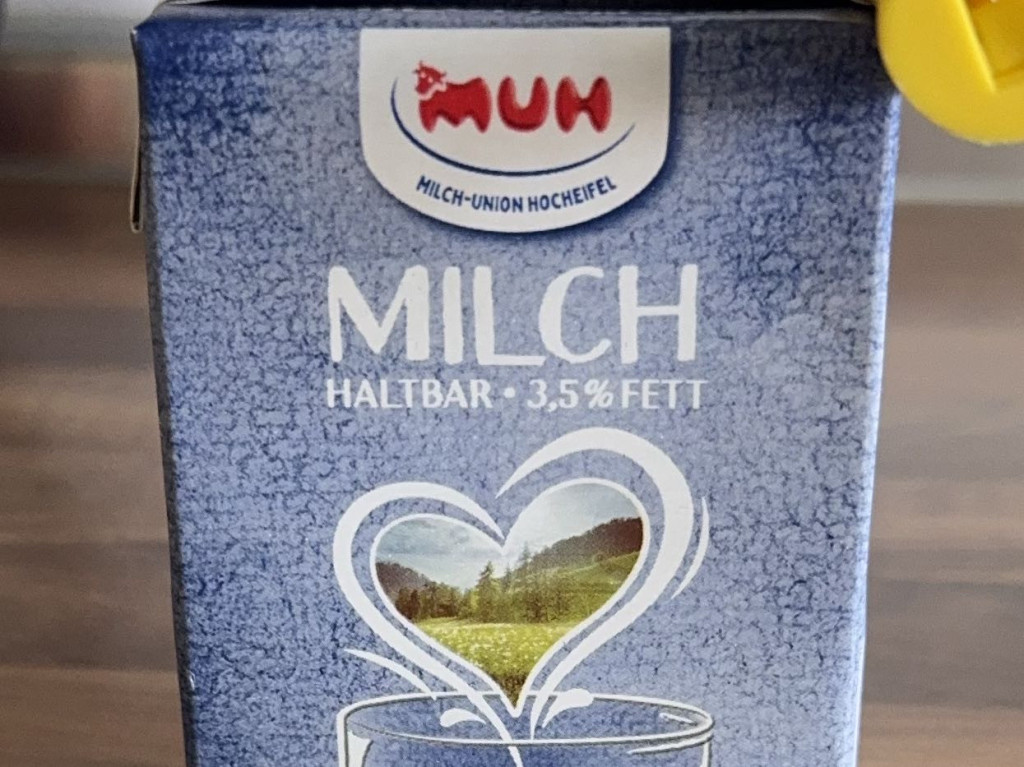 MUH
MILCH-UNION HOCHEIFEL
MILCH
HALTBAR • 3,5% FETT